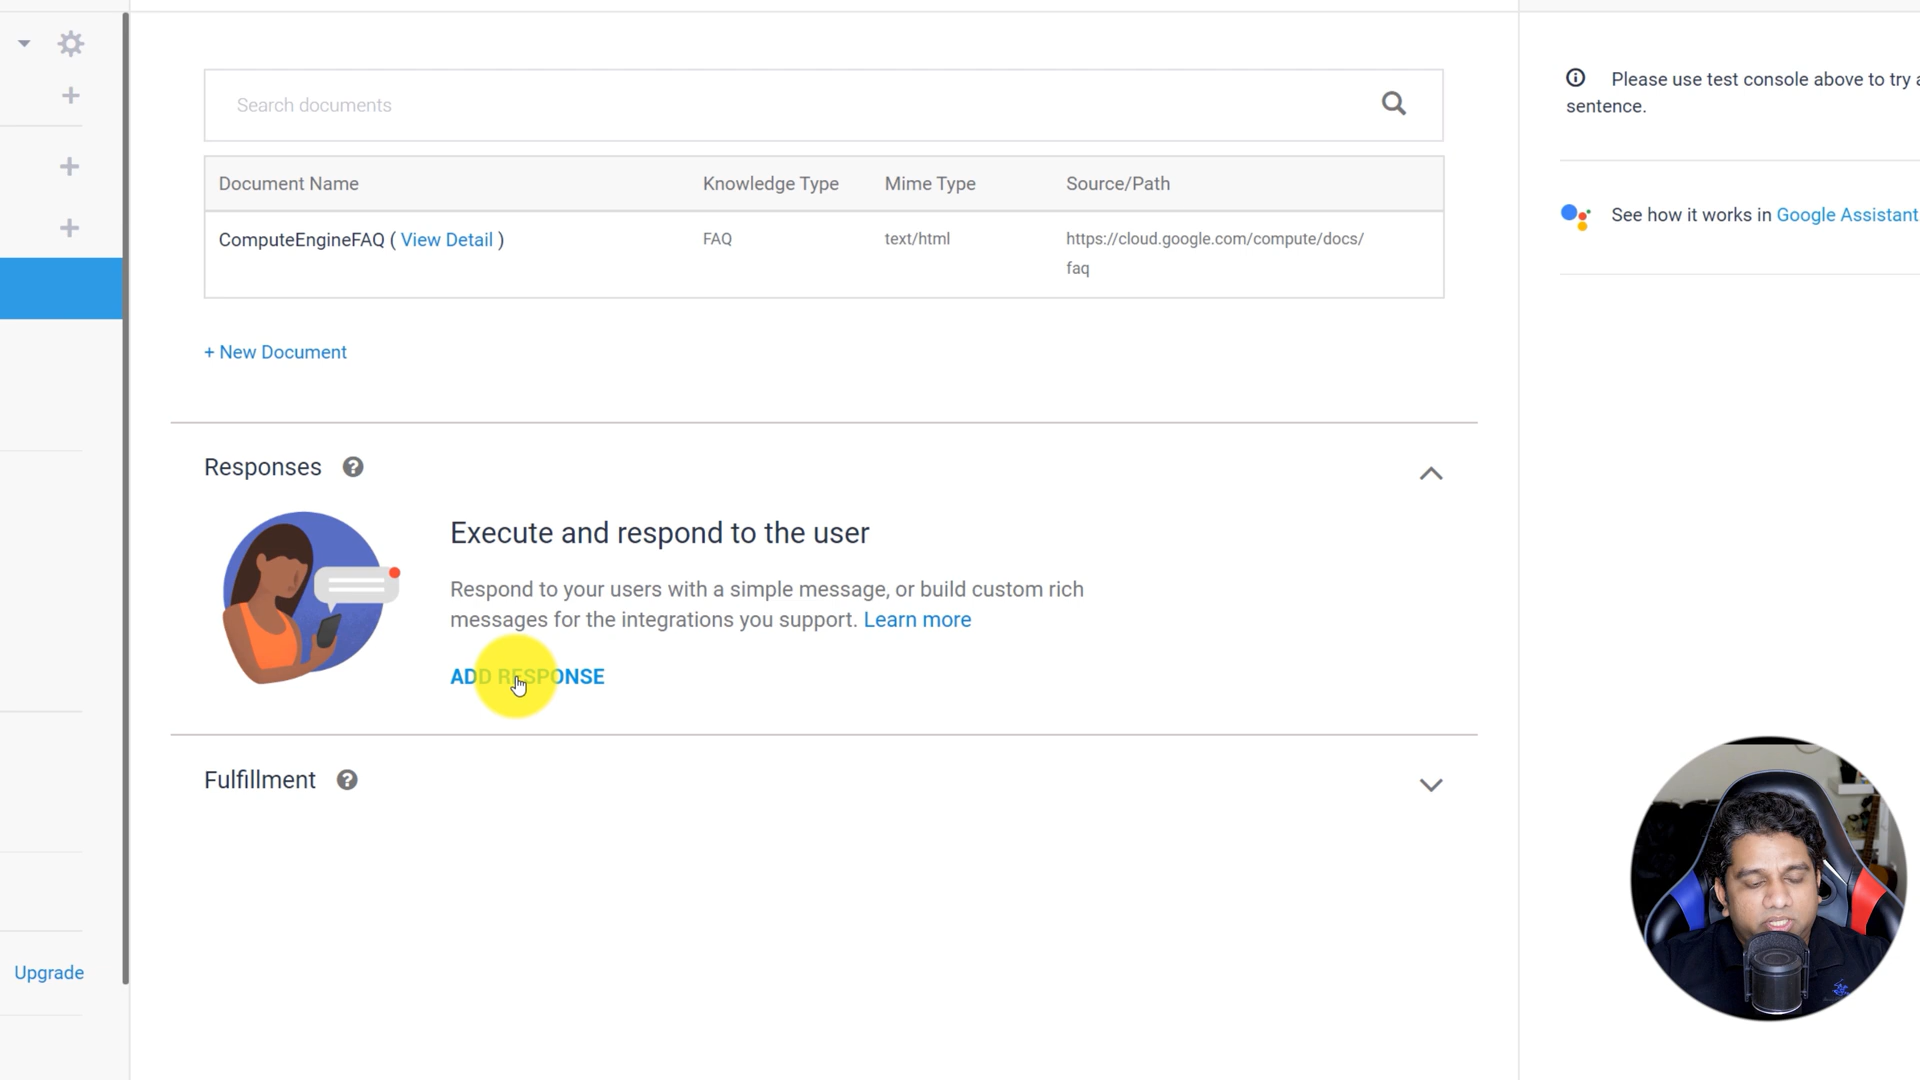 Search documents
Document Name Knowledge Type Mime Type Source/Path
ComputeEngineFAQ ( View Detail ) FAQ text/html https://cloud.google.com/compute/docs/
faq
+ New Document
Responses
Execute and respond to the user
Respond to your users with a simple message, or build custom rich
messages for the integrations you support. Learn more
ADD RESPONSE
Fulfillment
Upgrade
Please use test console above to try a
sentence.
See how it works in Google Assistant